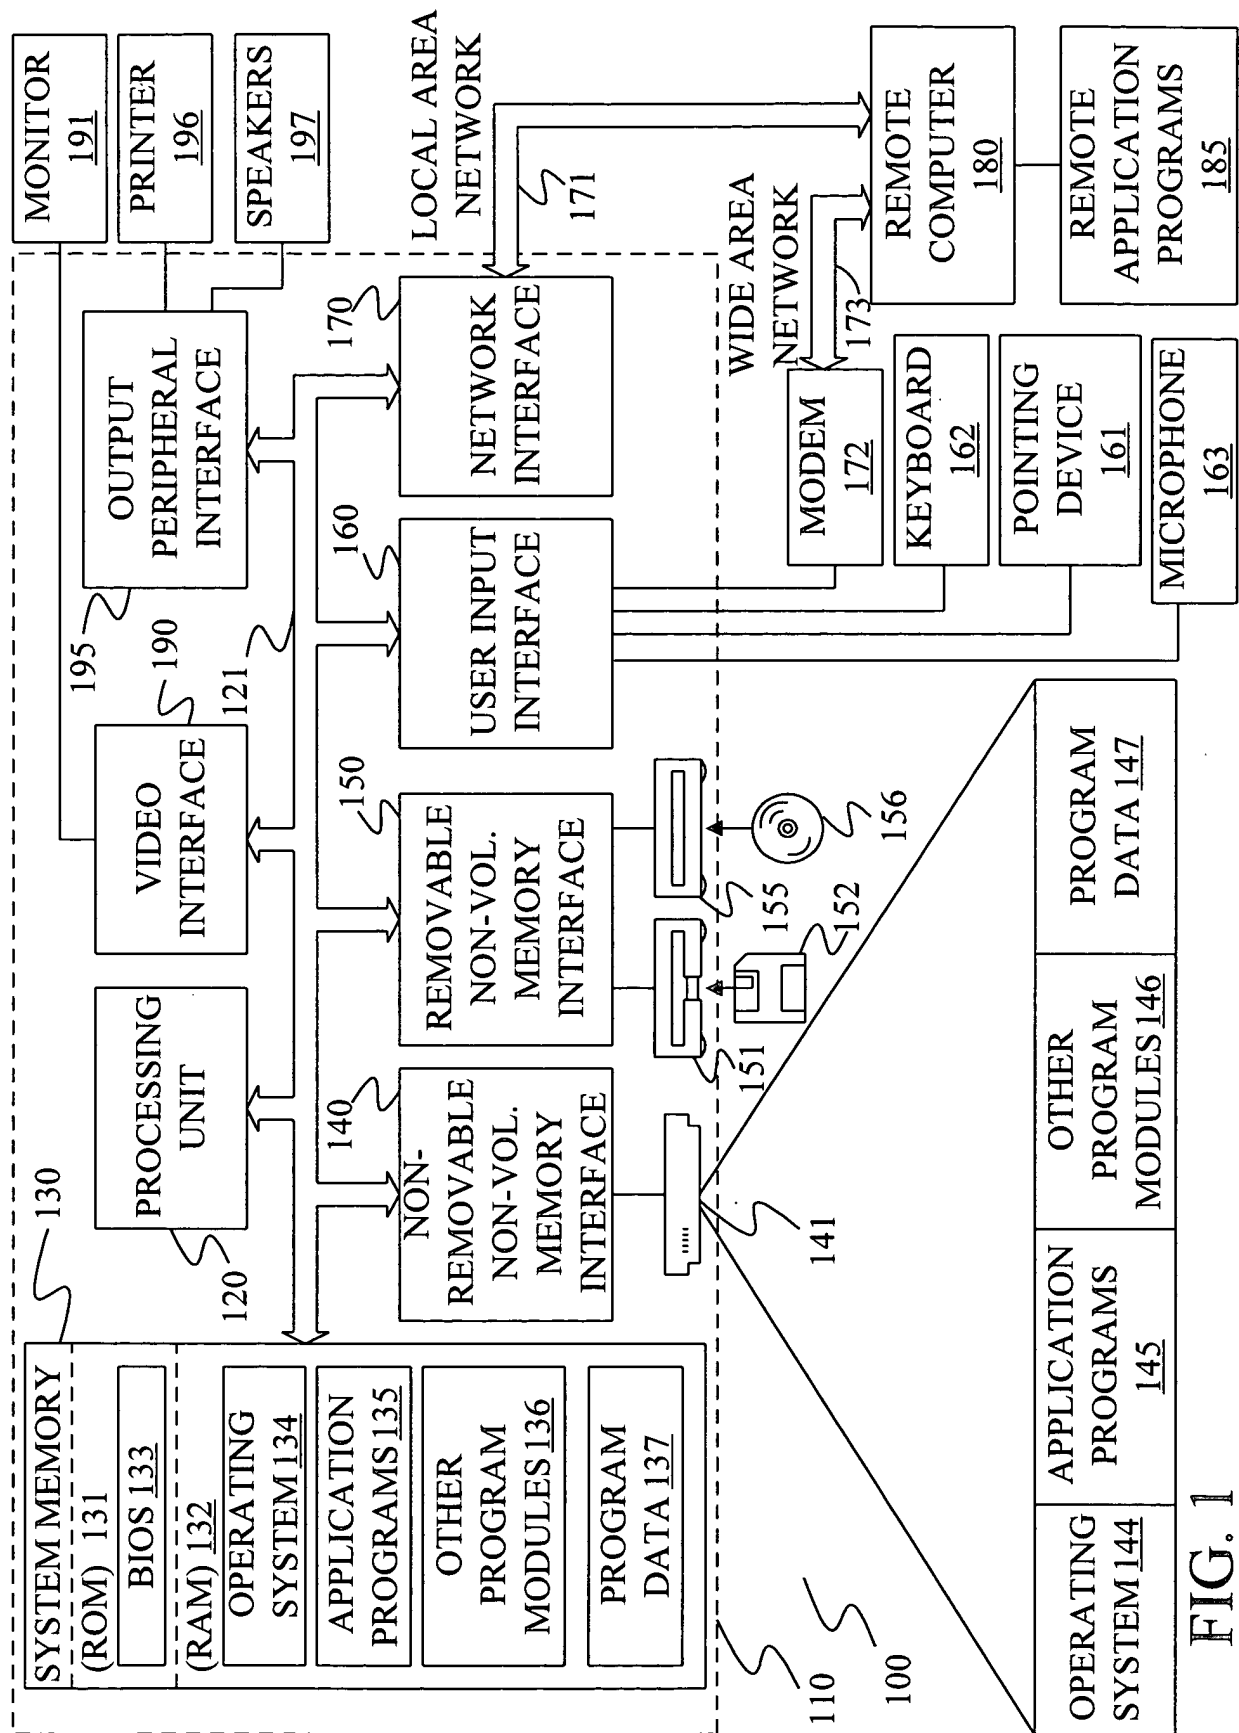 SYSTEM MEMORY
(ROM) 131
BIOS 133
(RAM) 132
OPERATING
SYSTEM 134
APPLICATION
PROGRAMS 135
OTHER
PROGRAM
MODULES 136
PROGRAM
DATA 137
130
PROCESSING
UNIT
120
VIDEO
INTERFACE
190
121
OUTPUT
PERIPHERAL
INTERFACE
195
MONITOR
191
PRINTER
196
SPEAKERS
197
NON-
REMOVABLE
NON-VOL.
MEMORY
INTERFACE
140
REMOVABLE
NON-VOL.
MEMORY
INTERFACE
150
USER INPUT
INTERFACE
160
NETWORK
INTERFACE
170
LOCAL AREA
NETWORK
171
WIDE AREA
NETWORK
173
141
151
152
155
156
MODEM
172
KEYBOARD
162
POINTING
DEVICE
161
MICROPHONE
163
REMOTE
COMPUTER
180
REMOTE
APPLICATION
PROGRAMS
185
110
100
OPERATING
SYSTEM 144
APPLICATION
PROGRAMS
145
OTHER
PROGRAM
MODULES 146
PROGRAM
DATA 147
FIG. 1